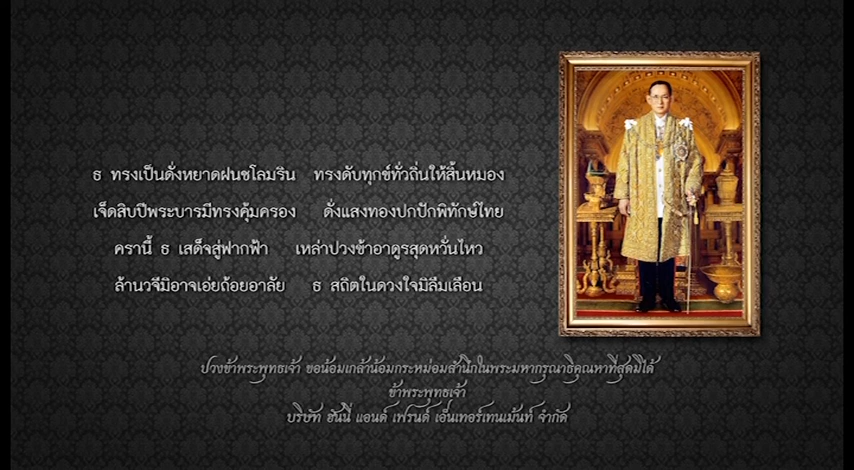 ธ ทรงเป็นดั่งหยาดฝนชโลมริน ทรงดับทุกข์ทั่วถิ่นให้สิ้นหมอง
เจ็ดสิบปีพระบารมีทรงคุ้มครอง ดั่งแสงทองปกปักพิทักษ์ไทย
ครานี้ ธ เสด็จสู่ฟากฟ้า เหล่าปวงข้าอาดูรสุดหวั่นไหว
ล้านวจีมิอาจเอ่ยถ้อยอาลัย ธ สถิตในดวงใจมิลืมเลือน
ปวงข้าพระพุทธเจ้า ขอน้อมเกล้าน้อมกระหม่อมสำนึกในพระมหากรุณาธิคุณหาที่สุดมิได้
ข้าพระพุทธเจ้า
บริษัท ฮันนี่ แอนด์ เฟรนด์ เอ็นเทอร์เทนเม้นท์ จำกัด